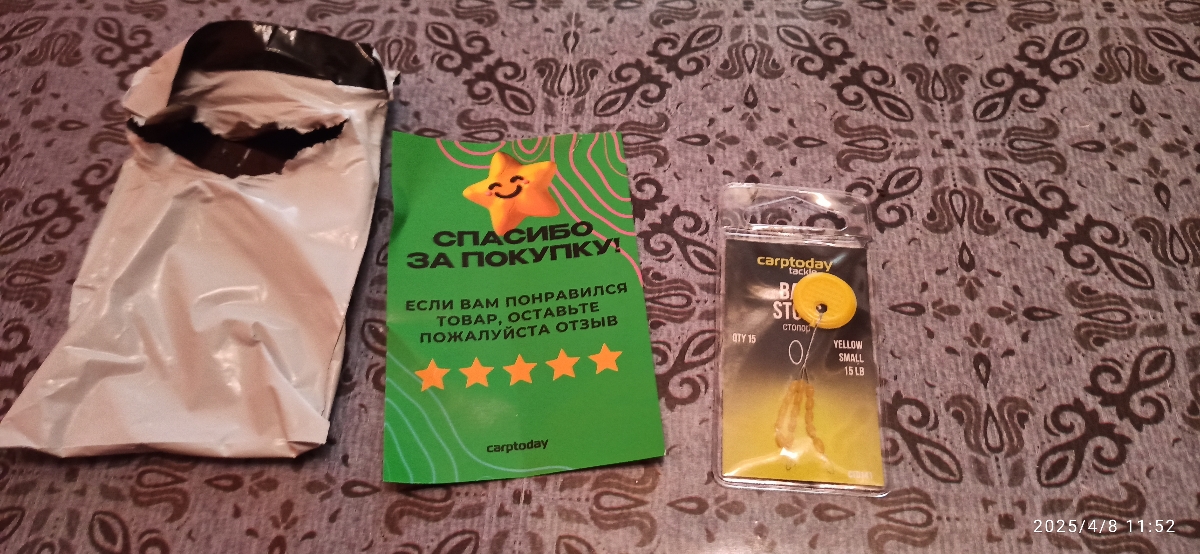 СПАСИБО
ЗА ПОКУПКУ!
ЕСЛИ ВАМ ПОНРАВИЛСЯ
ТОВАР, ОСТАВЬТЕ
ПОЖАЛУЙСТА ОТЗЫВ
carptoday
carptoday
tackle
QTY 15
YELLOW
SMALL
15 LB
2025/4/8 11:52